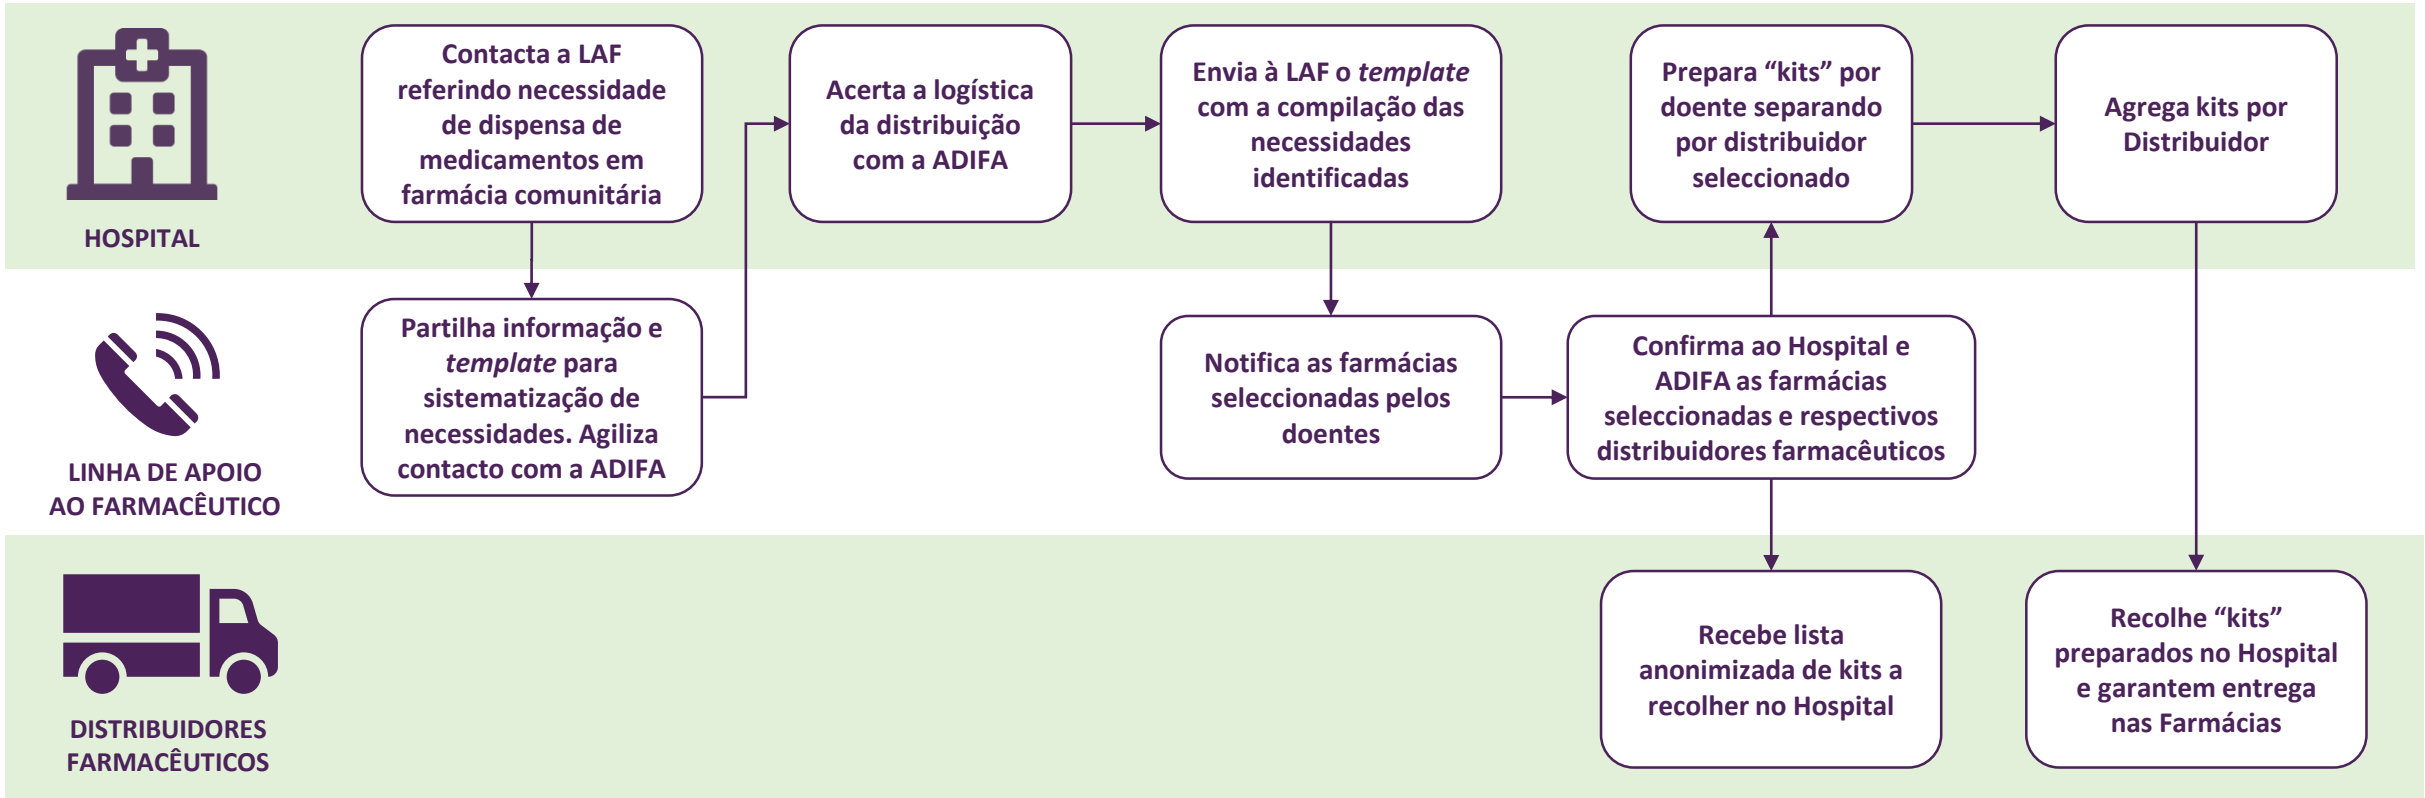 HOSPITAL
Contacta a LAF
referindo necessidade
de dispensa de
medicamentos em
farmácia comunitária
Acerta a logística
da distribuição
com a ADIFA
Envia à LAF o template
com a compilação das
necessidades
identificadas
Prepara “kits” por
doente separando
por distribuidor
seleccionado
Agrega kits por
Distribuidor
LINHA DE APOIO
AO FARMACÊUTICO
Partilha informação e
template para
sistematização de
necessidades. Agiliza
contacto com a ADIFA
Notifica as farmácias
seleccionadas pelos
doentes
Confirma ao Hospital e
ADIFA as farmácias
seleccionadas e respectivos
distribuidores farmacêuticos
DISTRIBUIDORES
FARMACÊUTICOS
Recebe lista
anonimizada de kits a
recolher no Hospital
Recolhe “kits”
preparados no Hospital
e garantem entrega
nas Farmácias